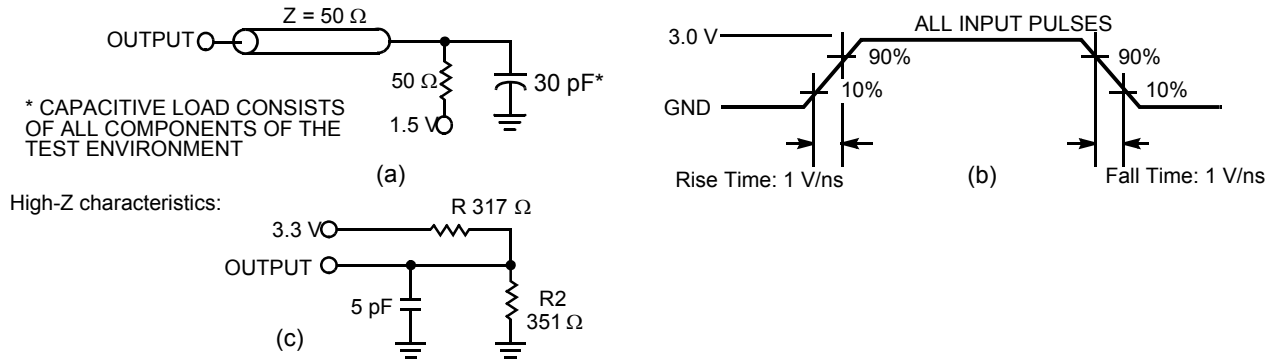 Z = 50 Ω
OUTPUT
50 Ω
30 pF*
* CAPACITIVE LOAD CONSISTS
OF ALL COMPONENTS OF THE
TEST ENVIRONMENT
1.5 V
(a)
ALL INPUT PULSES
3.0 V
90%
90%
10%
10%
GND
Rise Time: 1 V/ns
(b)
Fall Time: 1 V/ns
High-Z characteristics:
R 317 Ω
3.3 V
OUTPUT
5 pF
R2
351 Ω
(c)